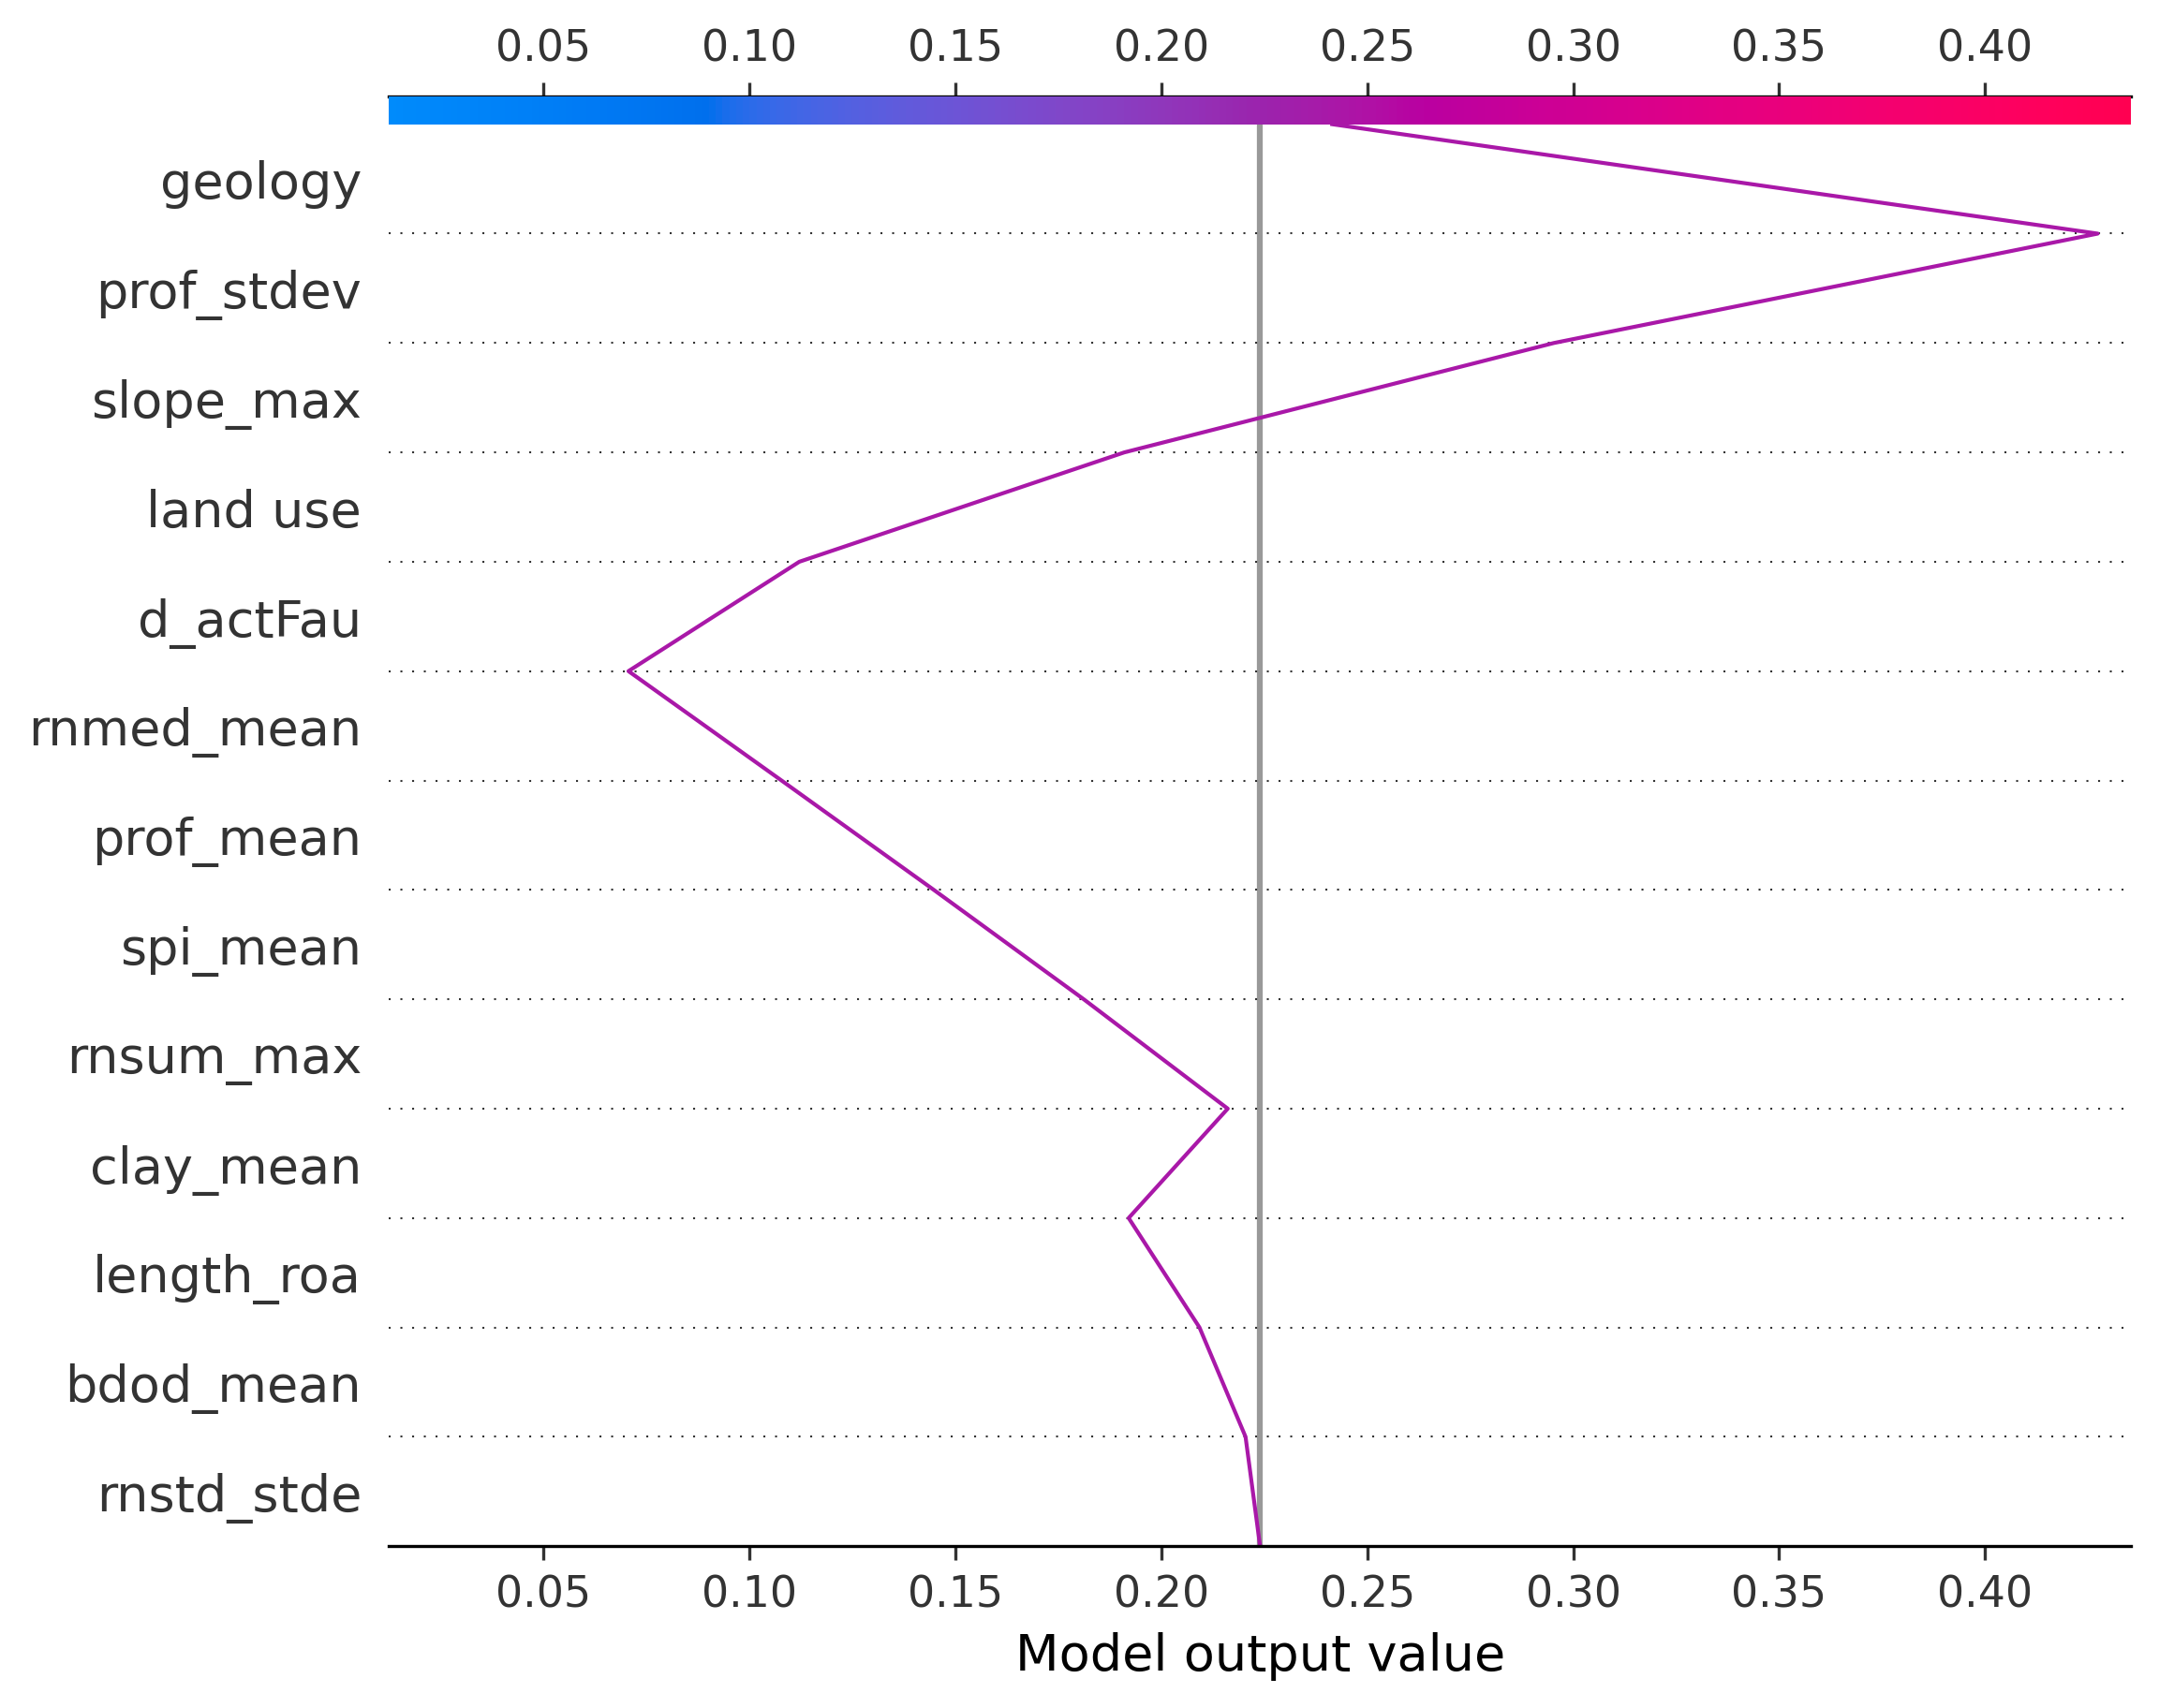 0.05 0.10 0.15 0.20 0.25 0.30 0.35 0.40
geology
prof_stdev
slope_max
land use
d_actFau
rnmed_mean
prof_mean
spi_mean
rnsum_max
clay_mean
length_roa
bdod_mean
rnstd_stde
0.05 0.10 0.15 0.20 0.25 0.30 0.35 0.40
Model output value